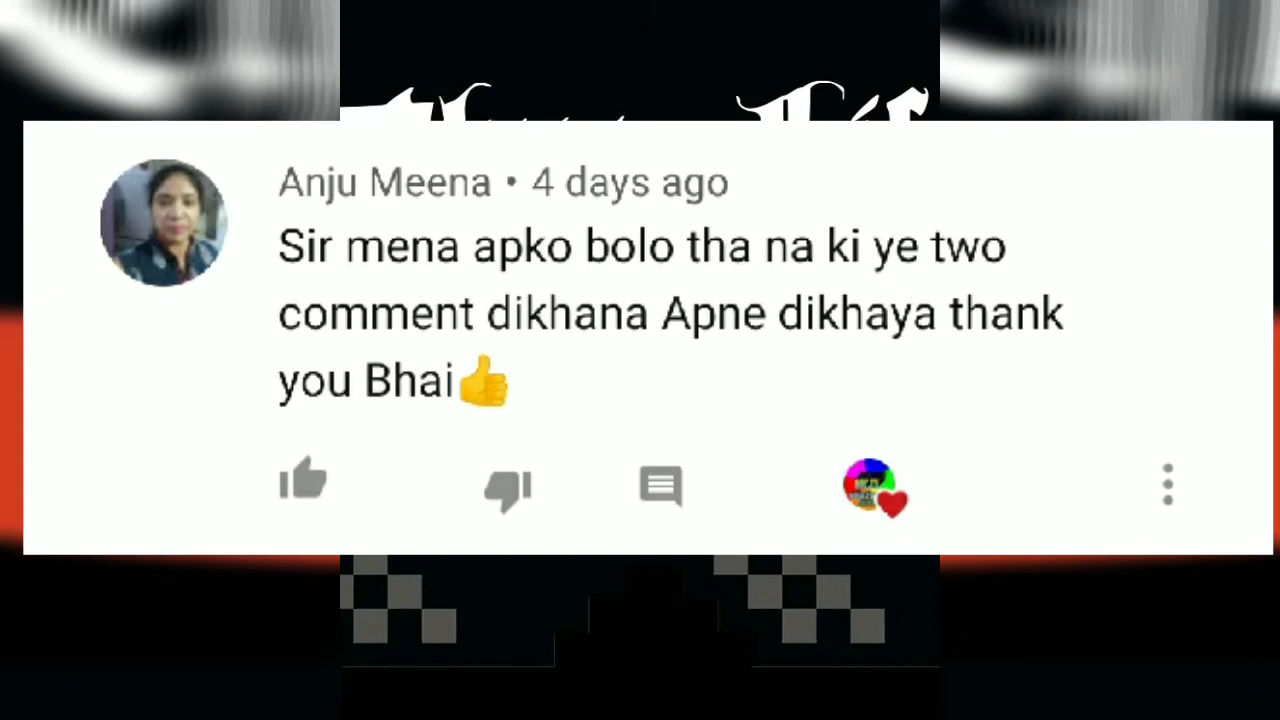 Anju Meena • 4 days ago
Sir mena apko bolo tha na ki ye two
comment dikhana Apne dikhaya thank
you Bhai👍